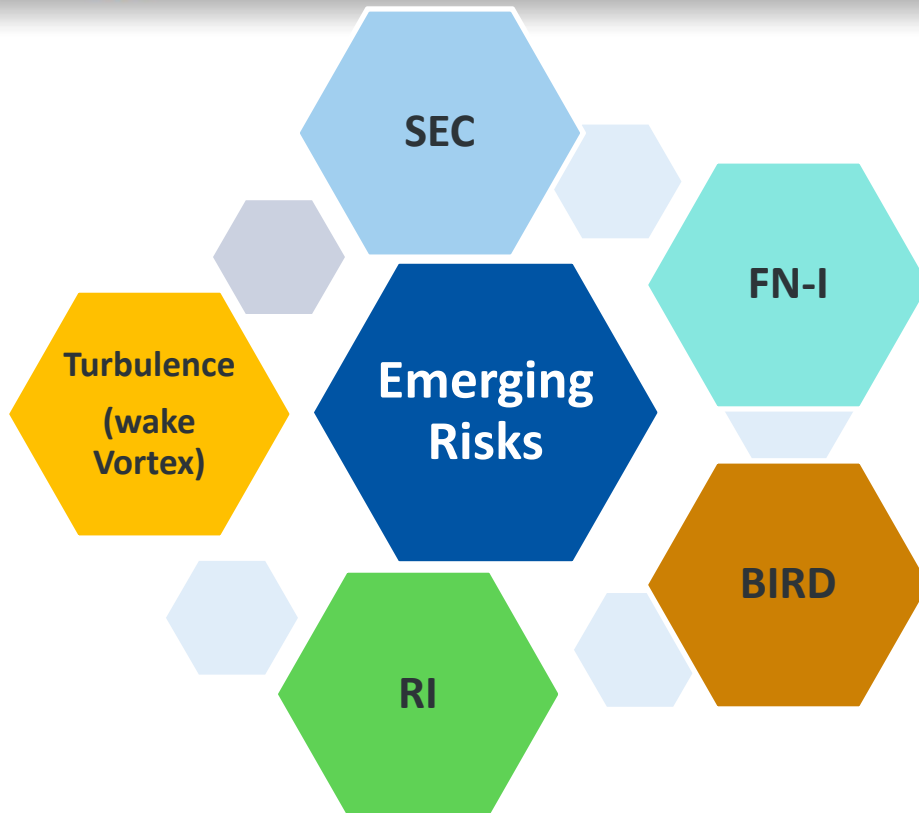 SEC
FN-I
Turbulence
(wake
Vortex)
Emerging
Risks
BIRD
RI